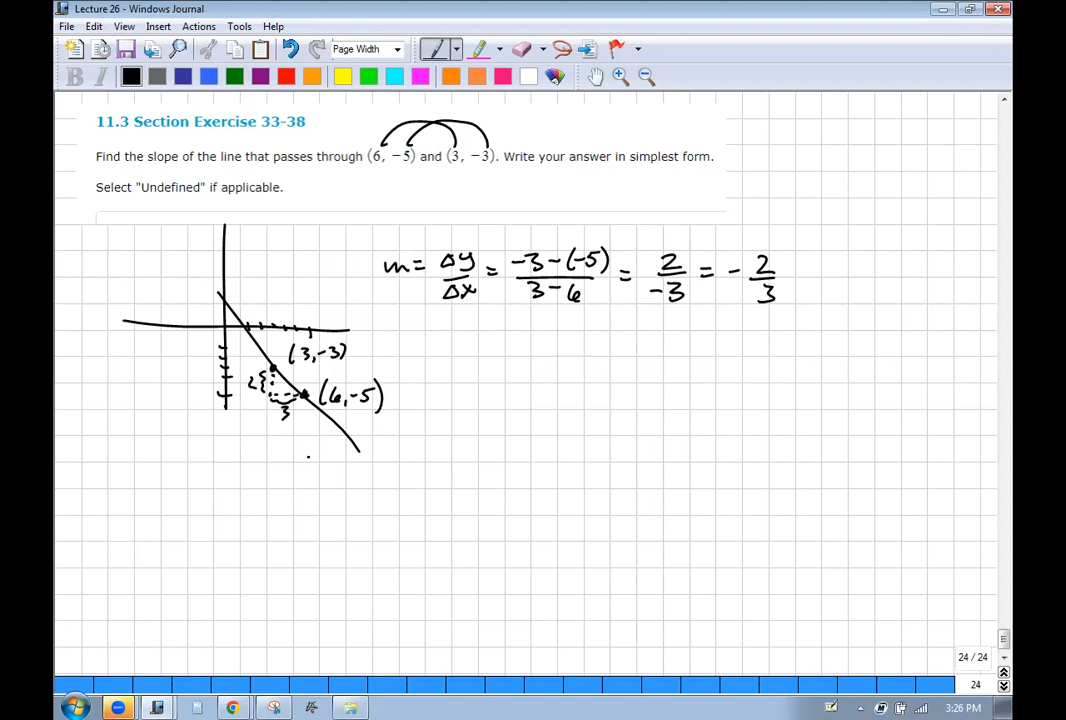 Lecture 26 - Windows Journal
File Edit View Insert Actions Tools Help
Page Width
B I
11.3 Section Exercise 33-38
Find the slope of the line that passes through (6, −5) and (3, −3). Write your answer in simplest form.
Select "Undefined" if applicable.
m = Δy/Δx = -3-(-5)/3-6 = 2/-3 = - 2/3
(3,-3)
2
(6,-5)
3
24 / 24
24
3:26 PM